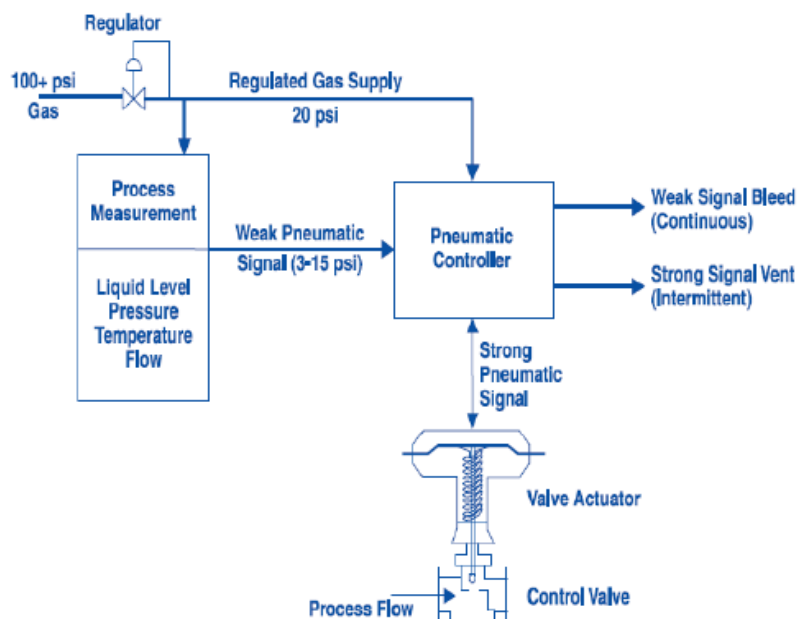 Regulator
100+ psi
Gas
Regulated Gas Supply
20 psi
Process
Measurement
Liquid Level
Pressure
Temperature
Flow
Weak Pneumatic
Signal (3-15 psi)
Pneumatic
Controller
Weak Signal Bleed
(Continuous)
Strong Signal Vent
(Intermittent)
Strong
Pneumatic
Signal
Valve Actuator
Control Valve
Process Flow